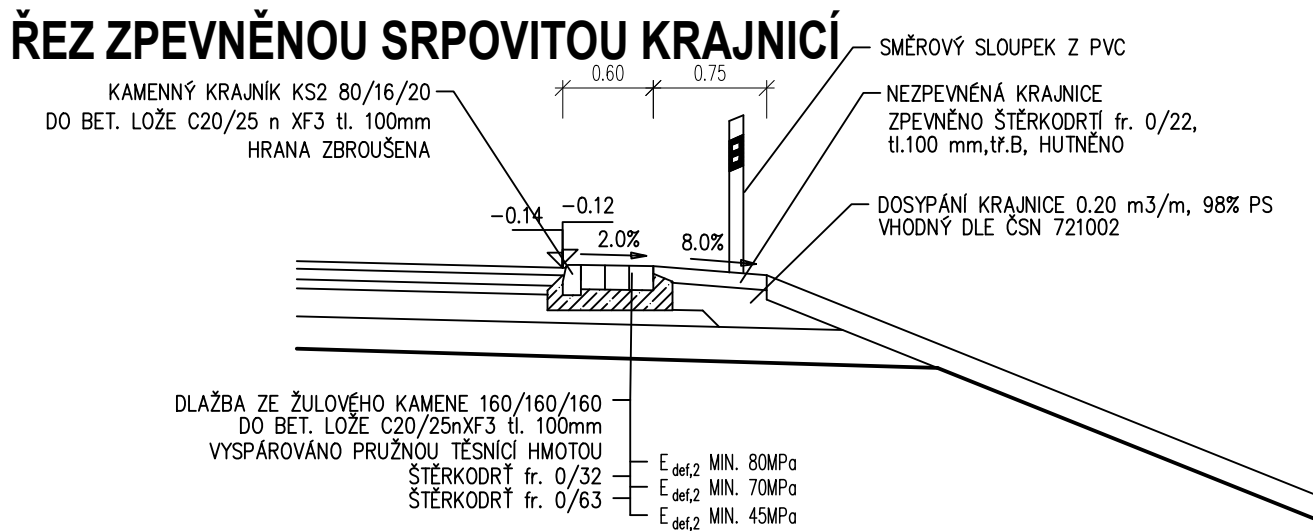 ŘEZ ZPEVNĚNOU SRPOVITOU KRAJNICÍ
0.60
0.75
SMĚROVÝ SLOUPEK Z PVC
KAMENNÝ KRAJNÍK KS2 80/16/20
DO BET. LOŽE C20/25 n XF3 tl. 100mm
HRANA ZBROUŠENA
NEZPEVNÉNÁ KRAJNICE
ZPEVNĚNO ŠTĚRKODRTÍ fr. 0/22,
tl.100 mm,tř.B, HUTNĚNO
DOSYPÁNÍ KRAJNICE 0.20 m3/m, 98% PS
VHODNÝ DLE ČSN 721002
-0.14
-0.12
2.0%
8.0%
DLAŽBA ZE ŽULOVÉHO KAMENE 160/160/160
DO BET. LOŽE C20/25nXF3 tl. 100mm
VYSPÁROVÁNO PRUŽNOU TĚSNÍCÍ HMOTOU
ŠTĚRKODRŤ fr. 0/32
ŠTĚRKODRŤ fr. 0/63
E def,2 MIN. 80MPa
E def,2 MIN. 70MPa
E def,2 MIN. 45MPa